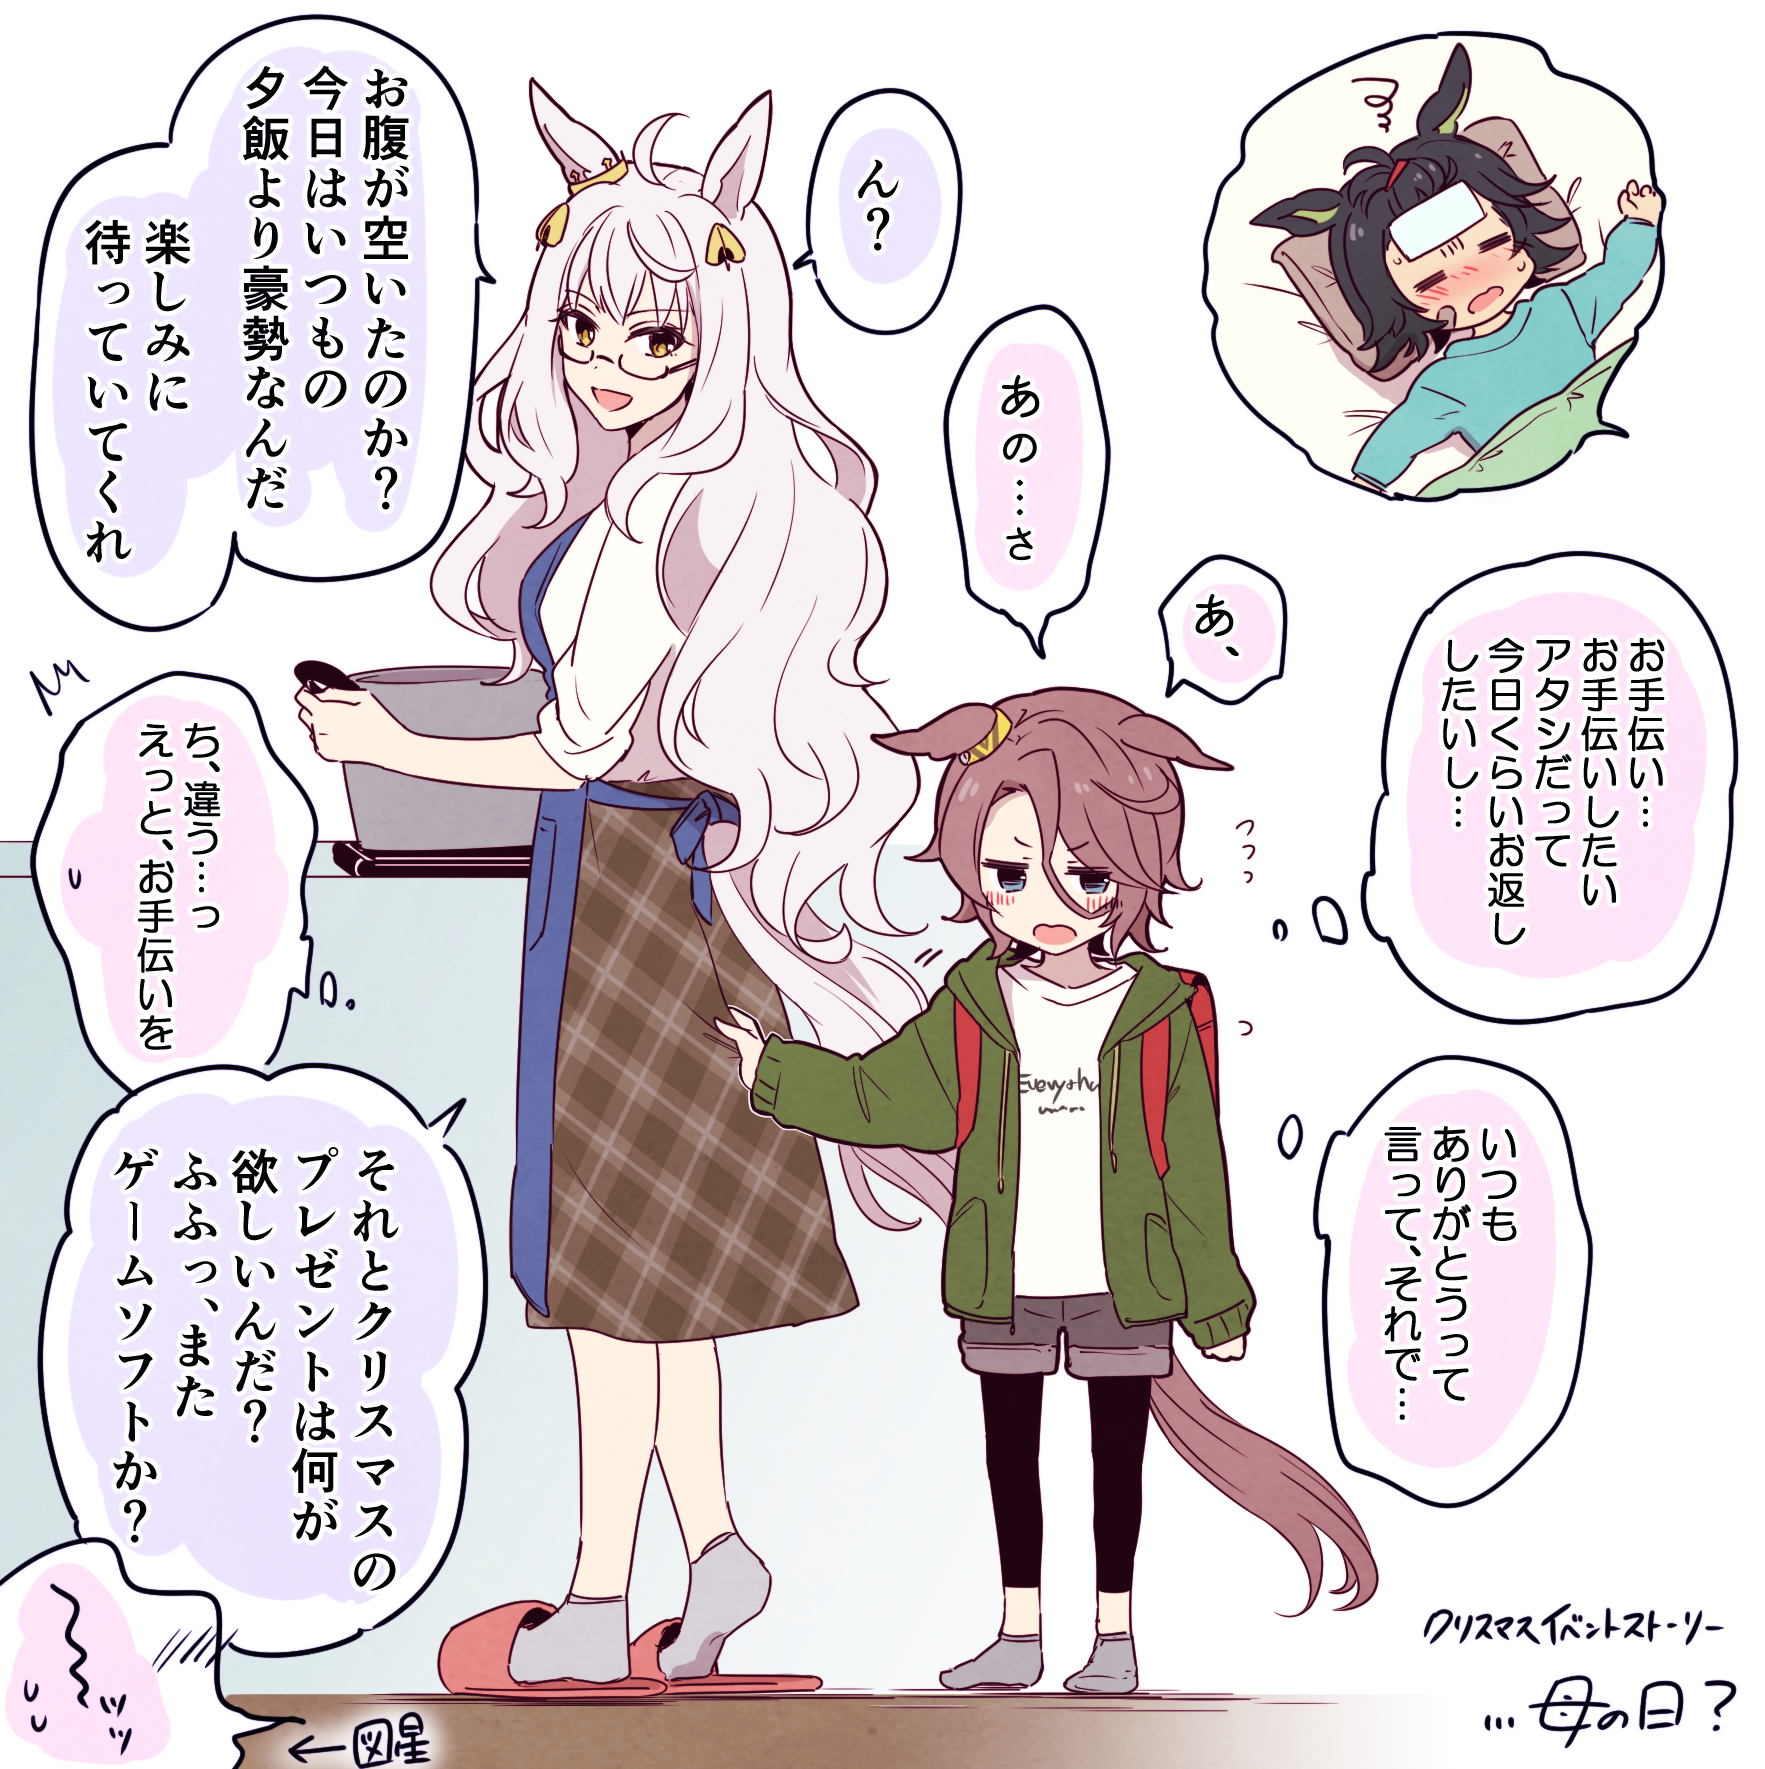 お手伝い…
お手伝いしたい
アタシだって
今日くらいお返し
したいし…
いつも
ありがとうって
言って、それで…
あ、
あの…さ
ん?
お腹が空いたのか?
今日はいつもの
夕飯より豪勢なんだ
楽しみに
待っていてくれ
ち、違う…っ
えっと、お手伝いを
それとクリスマスの
プレゼントは何が
欲しいんだ?
ふふっ、また
ゲームソフトか?
〜〜〜ッッ
←図星
クリスマスイベントストーリー
…母の日?